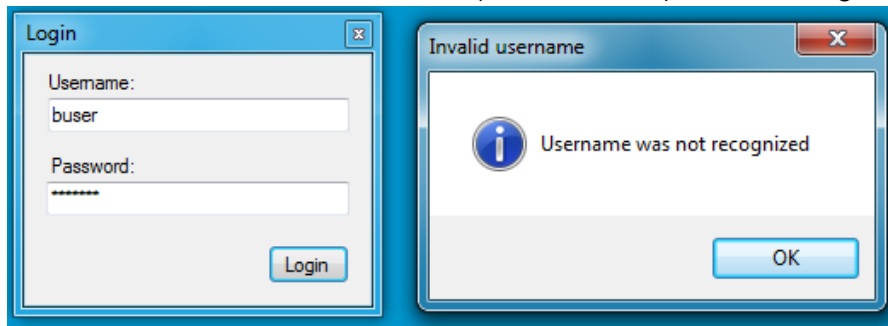 Login
Username:
buser
Password:
*******
Login
Invalid username
Username was not recognized
OK